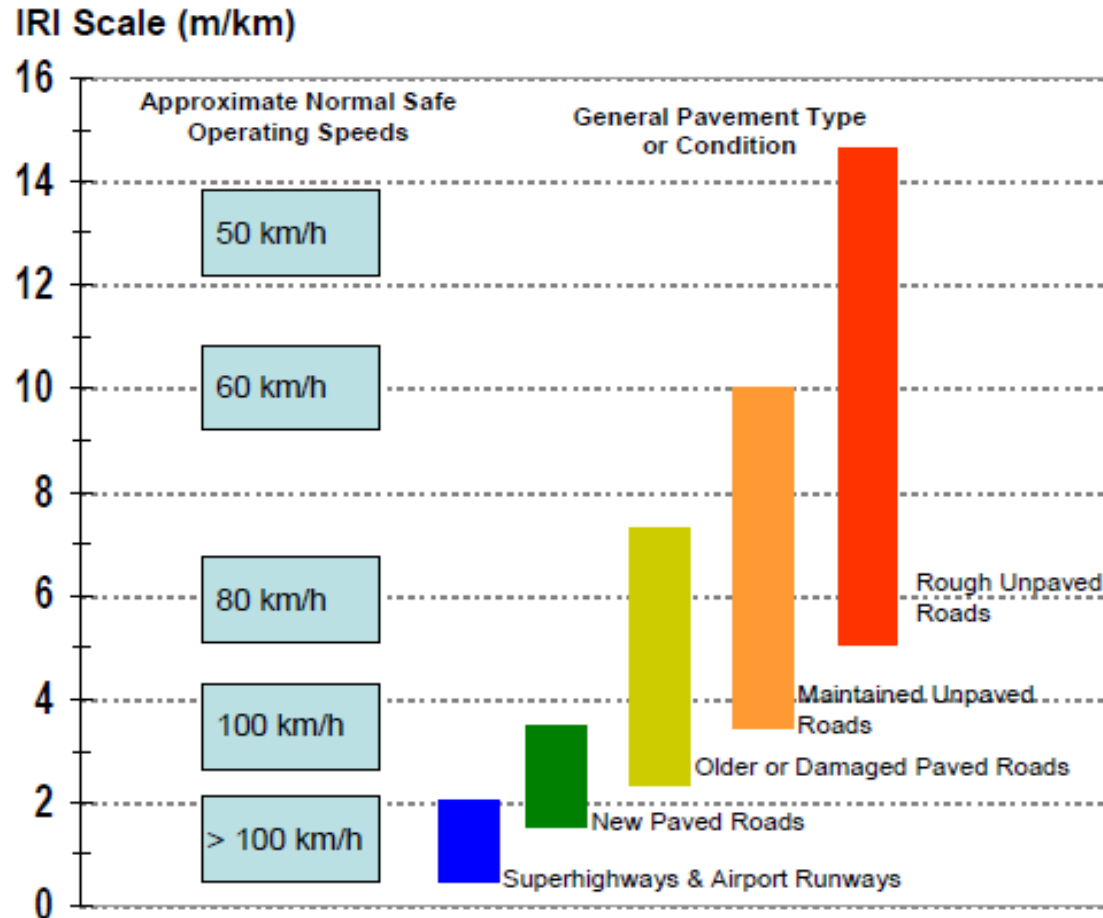 IRI Scale (m/km)
16
Approximate Normal Safe
Operating Speeds
General Pavement Type
or Condition
14
50 km/h
12
60 km/h
10
8
80 km/h
6
Rough Unpaved
Roads
4
100 km/h
Maintained Unpaved
Roads
Older or Damaged Paved Roads
2
New Paved Roads
> 100 km/h
Superhighways & Airport Runways
0